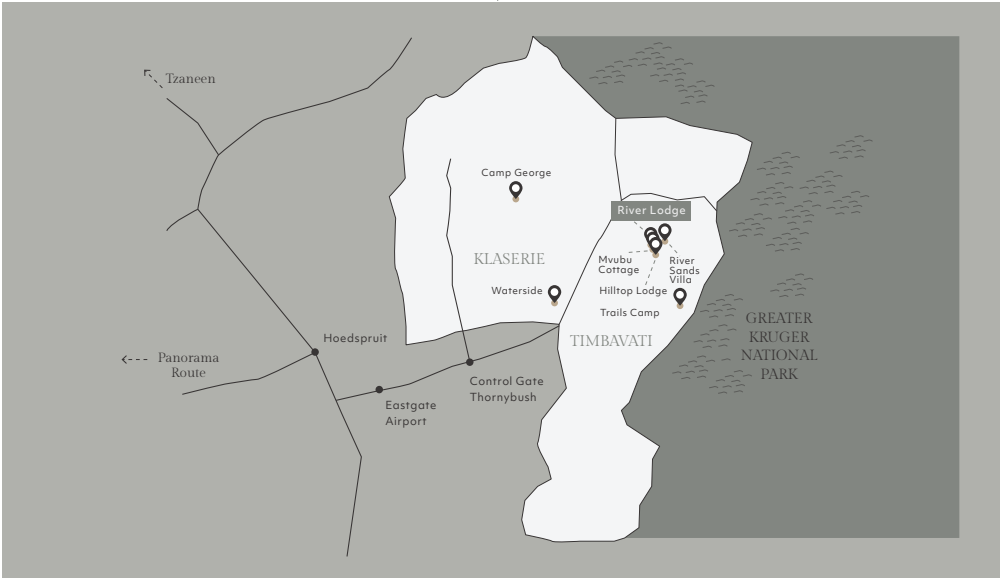 Tzaneen
Camp George
River Lodge
KLASERIE
Mvubu
Cottage
River
Sands
Villa
Waterside
Hilltop Lodge
Trails Camp
GREATER
KRUGER
NATIONAL
PARK
Hoedspruit
TIMBAVATI
Panorama
Route
Control Gate
Thornybush
Eastgate
Airport